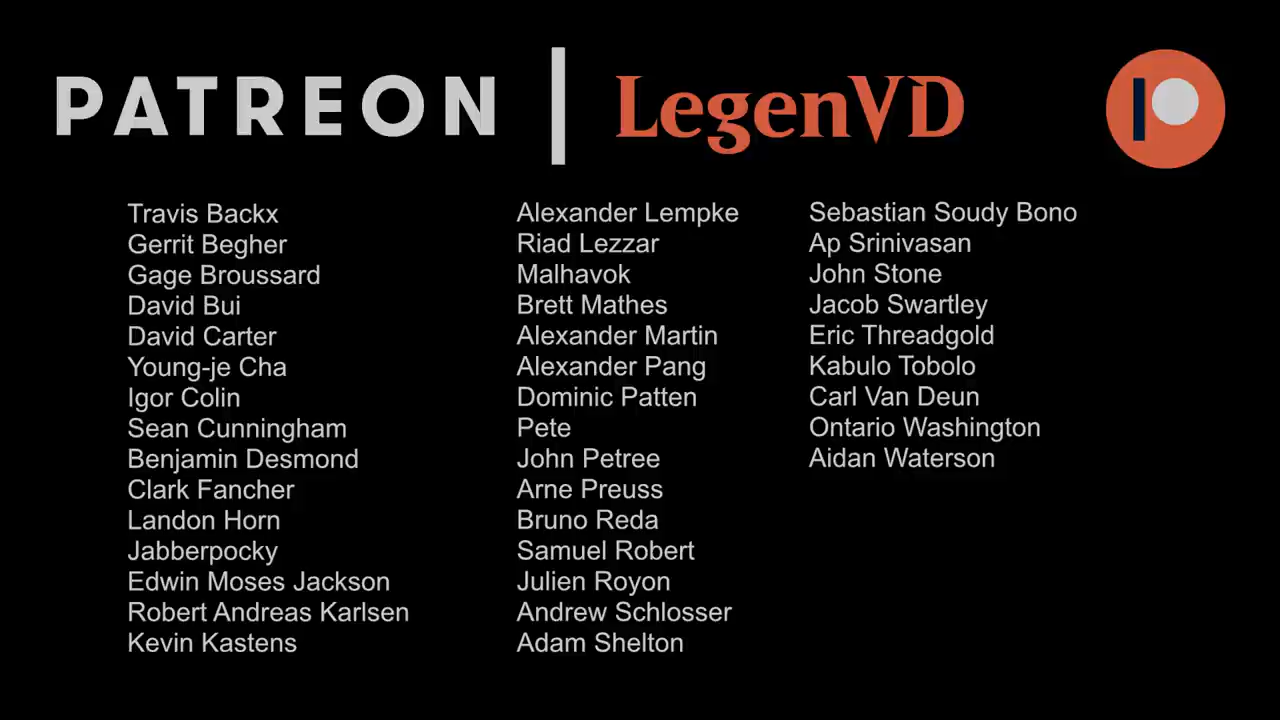 PATREON | LegenVD
Travis Backx
Gerrit Begher
Gage Broussard
David Bui
David Carter
Young-je Cha
Igor Colin
Sean Cunningham
Benjamin Desmond
Clark Fancher
Landon Horn
Jabberpocky
Edwin Moses Jackson
Robert Andreas Karlsen
Kevin Kastens
Alexander Lempke
Riad Lezzar
Malhavok
Brett Mathes
Alexander Martin
Alexander Pang
Dominic Patten
Pete
John Petree
Arne Preuss
Bruno Reda
Samuel Robert
Julien Royon
Andrew Schlosser
Adam Shelton
Sebastian Soudy Bono
Ap Srinivasan
John Stone
Jacob Swartley
Eric Threadgold
Kabulo Tobolo
Carl Van Deun
Ontario Washington
Aidan Waterson